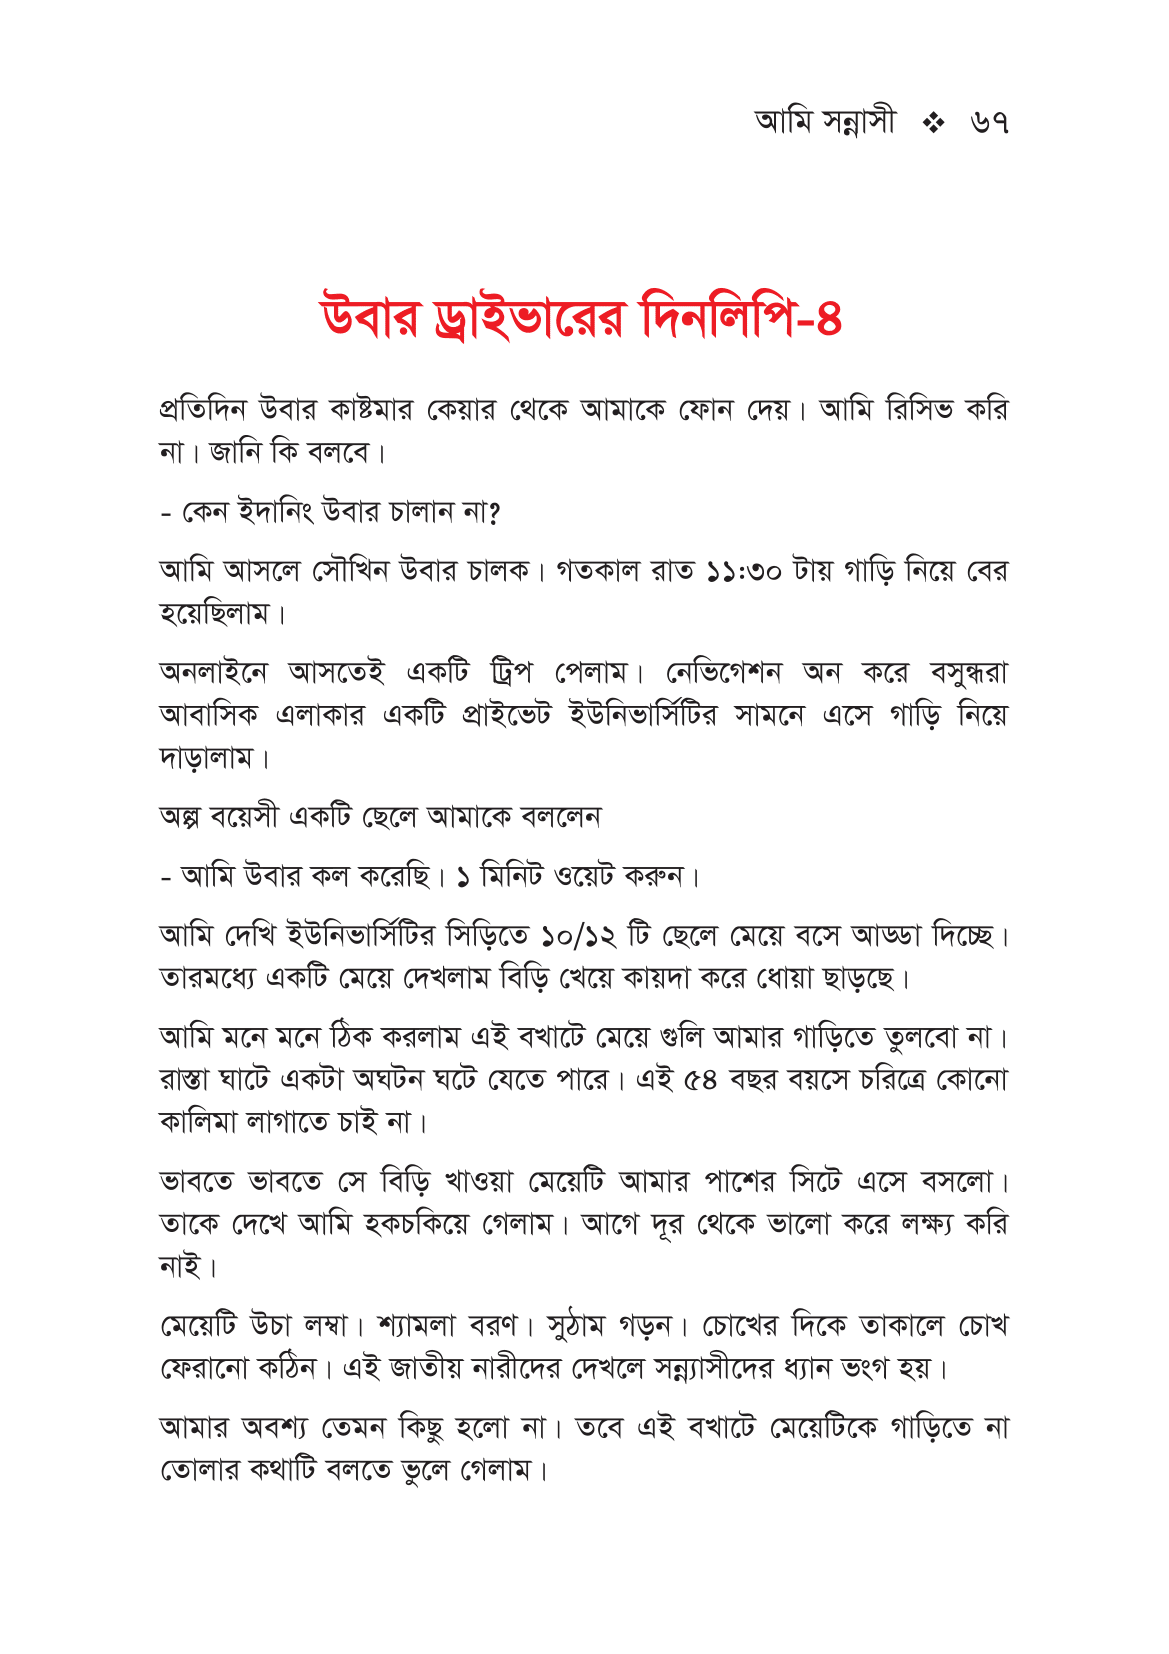 আমি সন্নাসী ❖ ৬৭
উবার ড্রাইভারের দিনলিপি-৪
প্রতিদিন উবার কাষ্টমার কেয়ার থেকে আমাকে ফোন দেয়। আমি রিসিভ করি
না। জানি কি বলবে।
- কেন ইদানিং উবার চালান না?
আমি আসলে সৌখিন উবার চালক। গতকাল রাত ১১:৩০ টায় গাড়ি নিয়ে বের
হয়েছিলাম।
অনলাইনে আসতেই একটি ট্রিপ পেলাম। নেভিগেশন অন করে বসুন্ধরা
আবাসিক এলাকার একটি প্রাইভেট ইউনিভার্সিটির সামনে এসে গাড়ি নিয়ে
দাড়ালাম।
অল্প বয়েসী একটি ছেলে আমাকে বললেন
- আমি উবার কল করেছি। ১ মিনিট ওয়েট করুন।
আমি দেখি ইউনিভার্সিটির সিড়িতে ১০/১২ টি ছেলে মেয়ে বসে আড্ডা দিচ্ছে।
তারমধ্যে একটি মেয়ে দেখলাম বিড়ি খেয়ে কায়দা করে ধোয়া ছাড়ছে।
আমি মনে মনে ঠিক করলাম এই বখাটে মেয়ে গুলি আমার গাড়িতে তুলবো না।
রাস্তা ঘাটে একটা অঘটন ঘটে যেতে পারে। এই ৫৪ বছর বয়সে চরিত্রে কোনো
কালিমা লাগাতে চাই না।
ভাবতে ভাবতে সে বিড়ি খাওয়া মেয়েটি আমার পাশের সিটে এসে বসলো।
তাকে দেখে আমি হকচকিয়ে গেলাম। আগে দূর থেকে ভালো করে লক্ষ্য করি
নাই।
মেয়েটি উচা লম্বা। শ্যামলা বরণ। সুঠাম গড়ন। চোখের দিকে তাকালে চোখ
ফেরানো কঠিন। এই জাতীয় নারীদের দেখলে সন্ন্যাসীদের ধ্যান ভংগ হয়।
আমার অবশ্য তেমন কিছু হলো না। তবে এই বখাটে মেয়েটিকে গাড়িতে না
তোলার কথাটি বলতে ভুলে গেলাম।